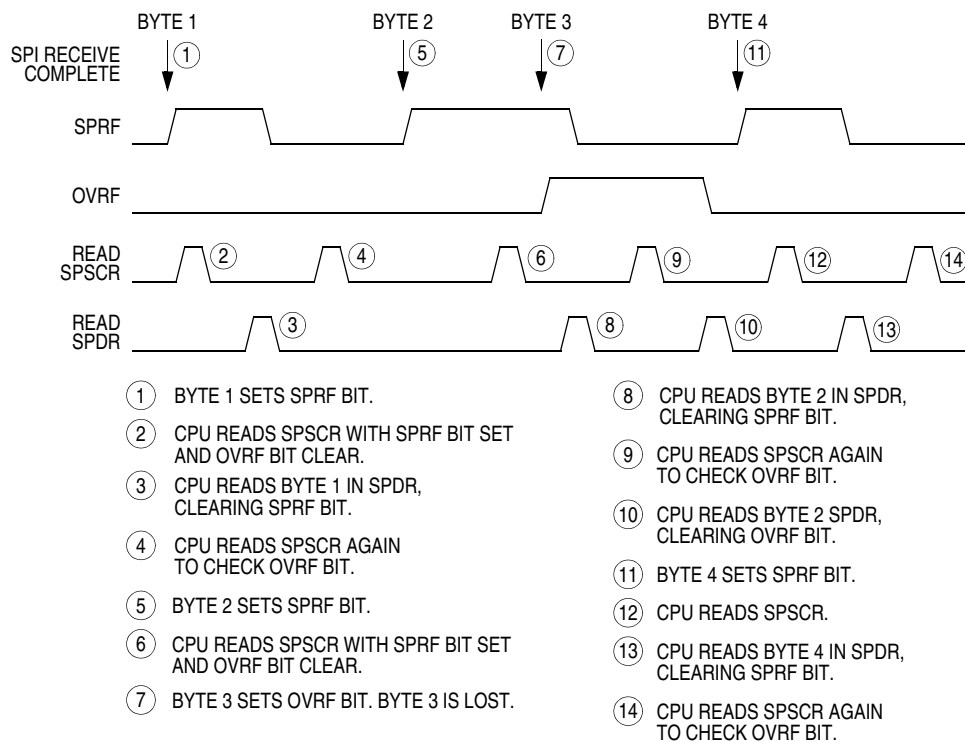 BYTE 1 BYTE 2 BYTE 3 BYTE 4
SPI RECEIVE
COMPLETE
1 5 7 11
SPRF
OVRF
READ
SPSCR
2 4 6 9 12 14
READ
SPDR
3 8 10 13
1 BYTE 1 SETS SPRF BIT.
2 CPU READS SPSCR WITH SPRF BIT SET
AND OVRF BIT CLEAR.
3 CPU READS BYTE 1 IN SPDR,
CLEARING SPRF BIT.
4 CPU READS SPSCR AGAIN
TO CHECK OVRF BIT.
5 BYTE 2 SETS SPRF BIT.
6 CPU READS SPSCR WITH SPRF BIT SET
AND OVRF BIT CLEAR.
7 BYTE 3 SETS OVRF BIT. BYTE 3 IS LOST.
8 CPU READS BYTE 2 IN SPDR,
CLEARING SPRF BIT.
9 CPU READS SPSCR AGAIN
TO CHECK OVRF BIT.
10 CPU READS BYTE 2 SPDR,
CLEARING OVRF BIT.
11 BYTE 4 SETS SPRF BIT.
12 CPU READS SPSCR.
13 CPU READS BYTE 4 IN SPDR,
CLEARING SPRF BIT.
14 CPU READS SPSCR AGAIN
TO CHECK OVRF BIT.